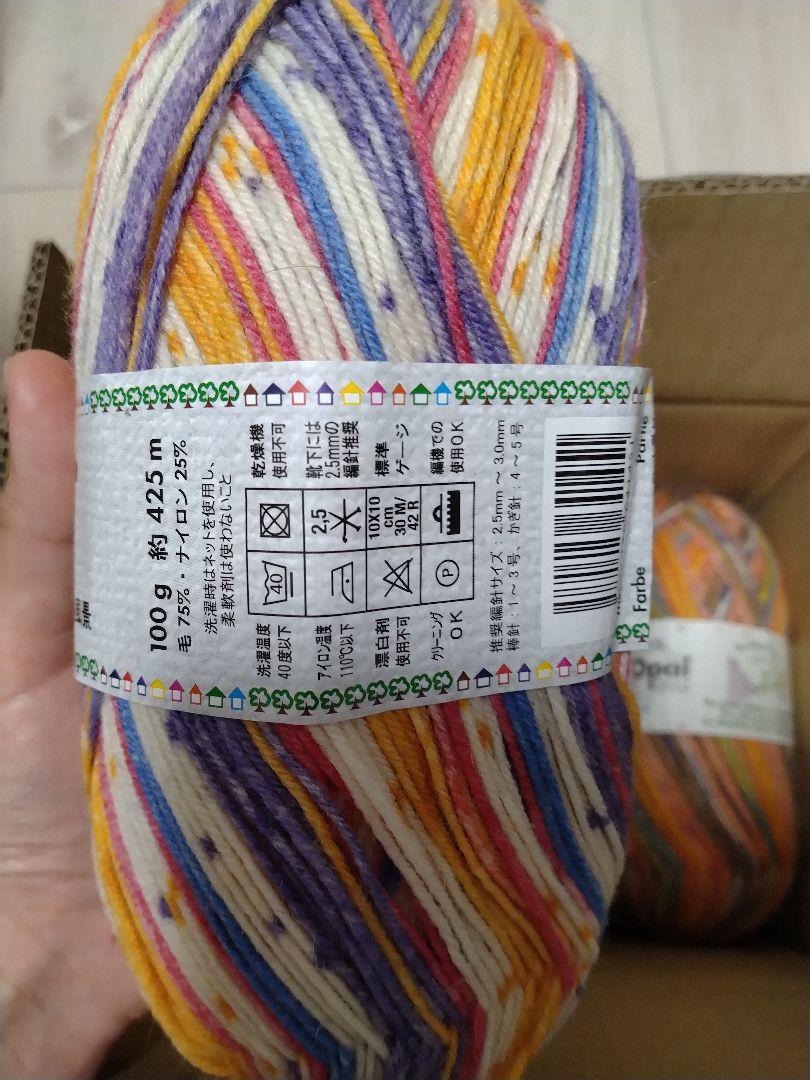 100g 約 425 m
毛 75%・ナイロン 25%
洗濯時はネットを使用し、
柔軟剤は使わないこと
乾燥機
使用不可
靴下には
2.5mmの
編針推奨
標準
ゲージ
編機での
使用OK
2,5
10X10
cm
30 M/
42 R
40
P
洗濯温度
40度以下
アイロン温度
110℃以下
漂白剤
使用不可
クリーニング
OK
推奨編針サイズ：2.5mm ～ 3.0mm
棒針：1～3号、かぎ針：4～5号
Farbe
Partie
Opal